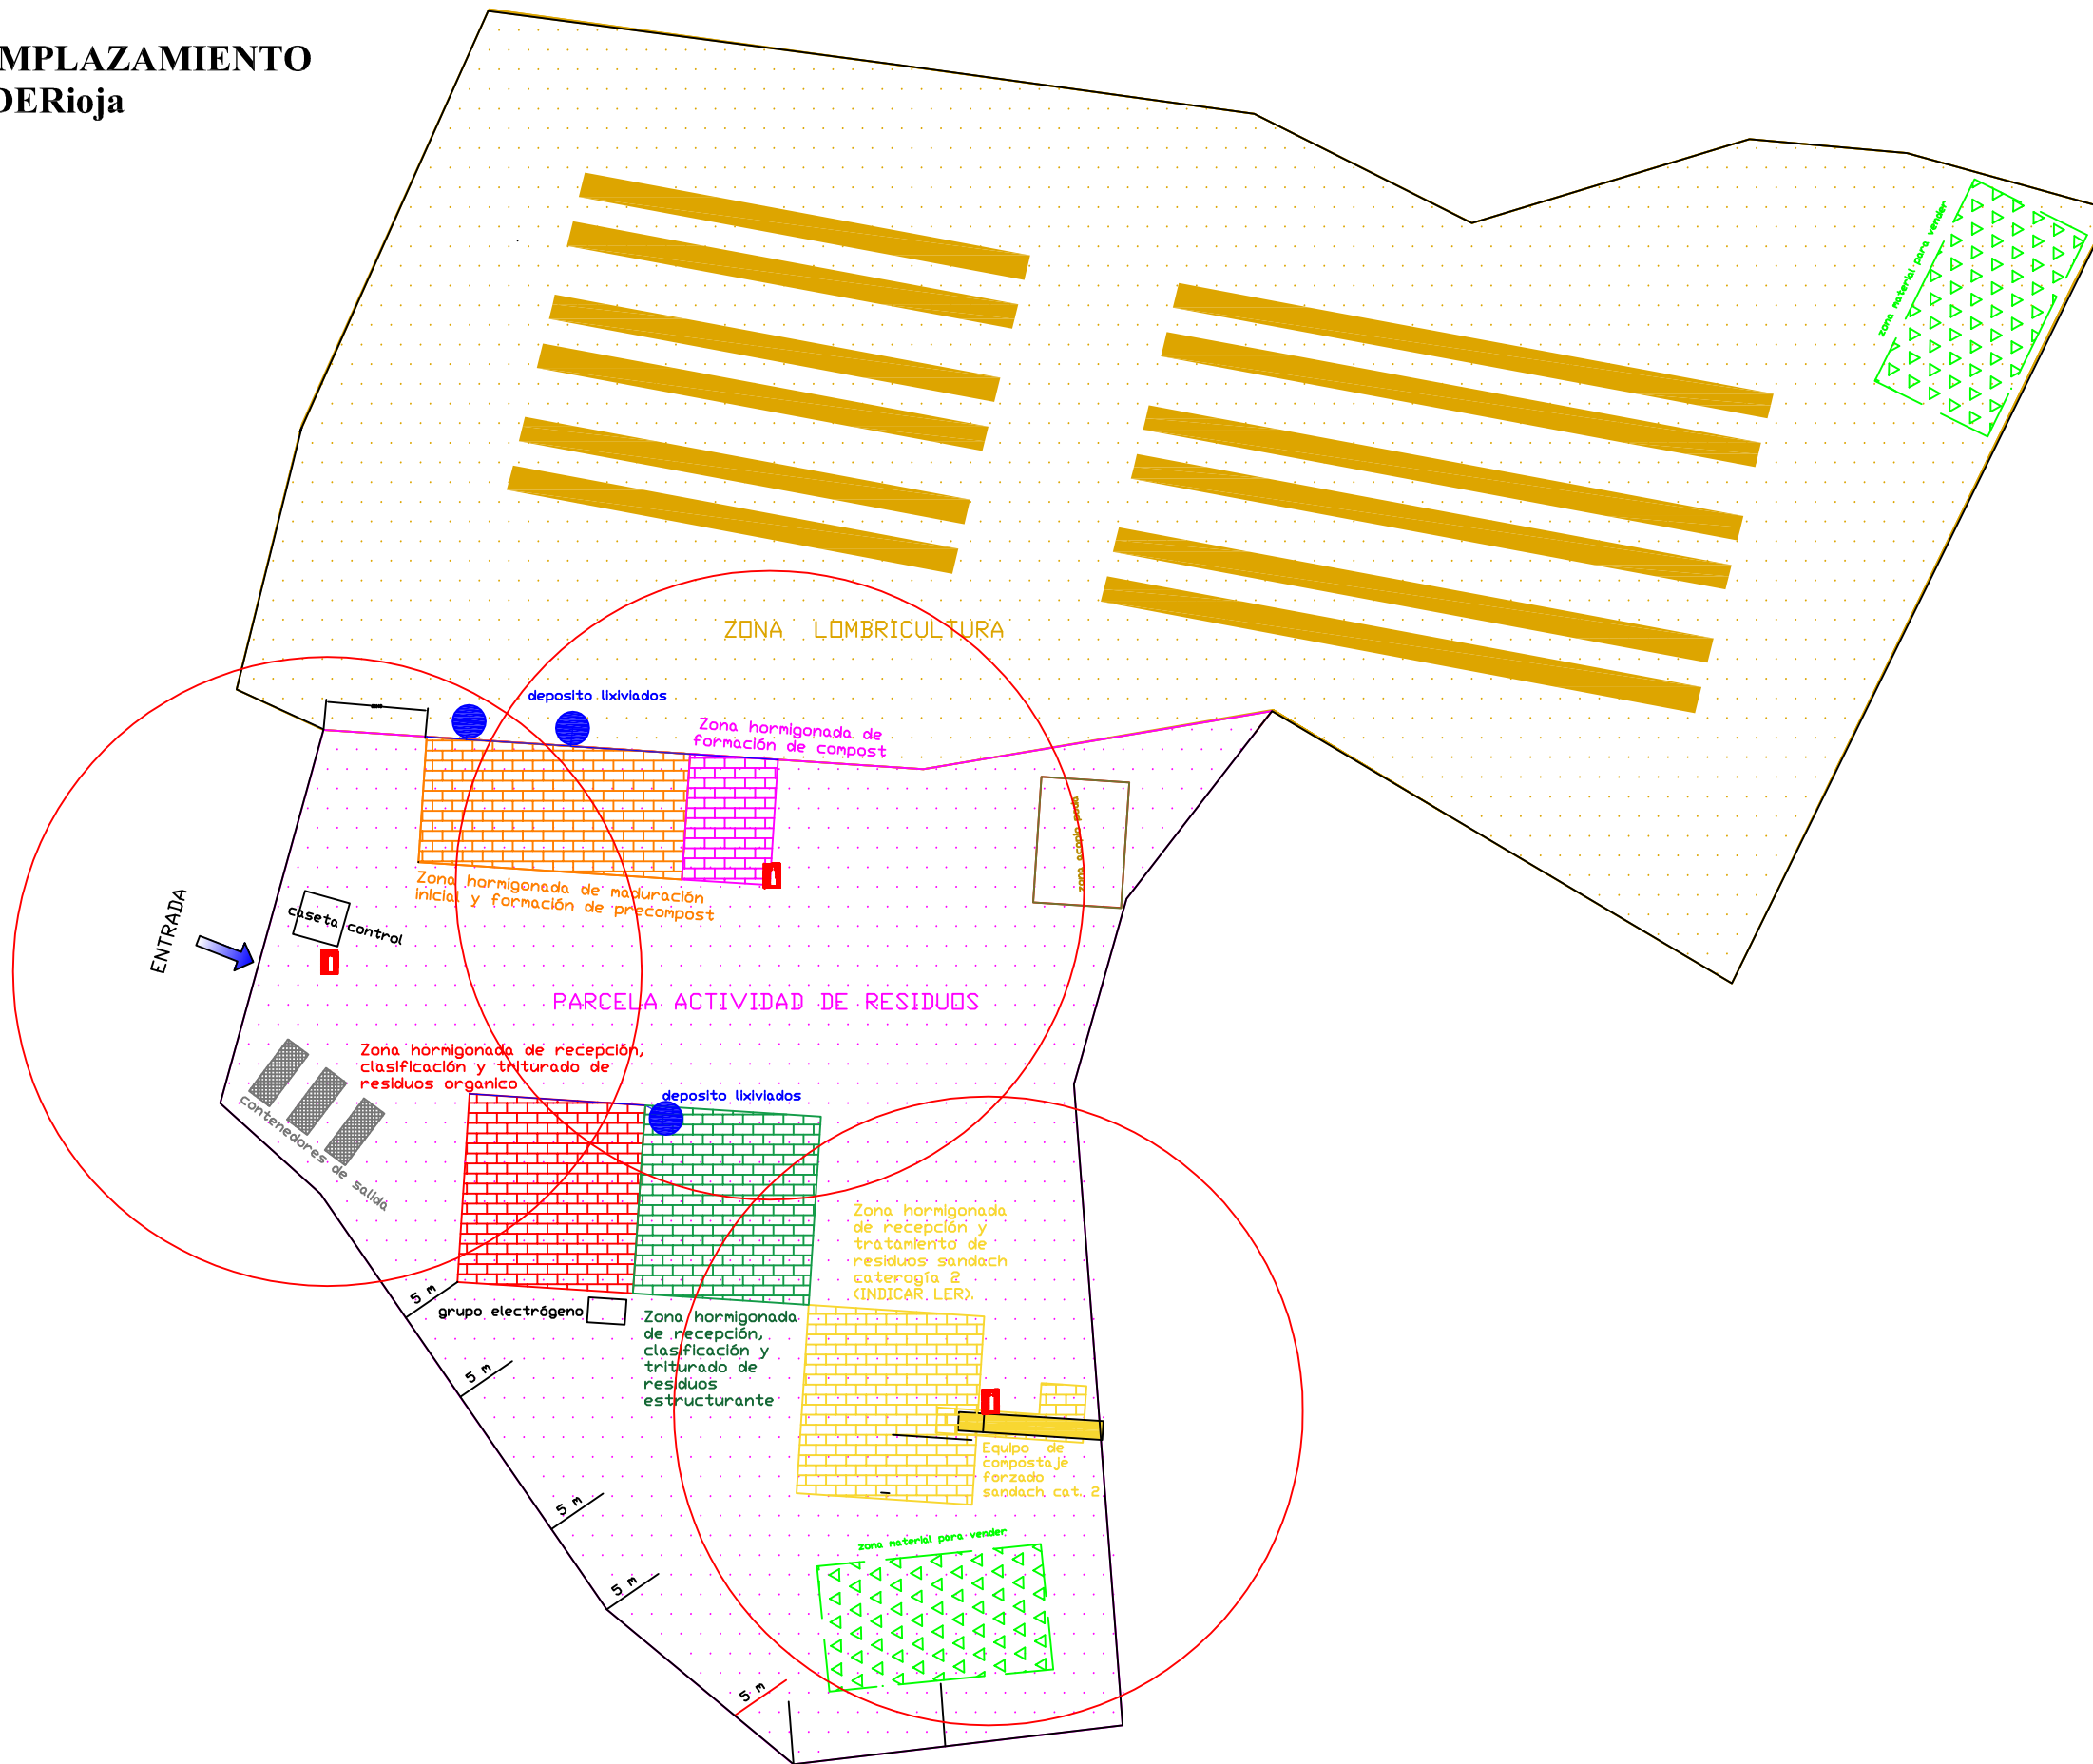 MPLAZAMIENTO
DERioja
zona material para vender
ZONA LOMBRICULTURA
deposito lixiviados
Zona hormigonada de
formación de compost
zona acopio poda
Zona hormigonada de maduración
inicial y formación de precompost
caseta control
ENTRADA
PARCELA ACTIVIDAD DE RESIDUOS
Zona hormigonada de recepción,
clasificación y triturado de
residuos organico
contenedores de salida
deposito lixiviados
Zona hormigonada
de recepción y
tratamiento de
residuos sandach
caterogía 2
(INDICAR LER).
5 m
grupo electrógeno
Zona hormigonada
de recepción,
clasificación y
triturado de
residuos
estructurante
5 m
Equipo de
compostaje
forzado
sandach cat. 2
5 m
zona material para vender
5 m
5 m